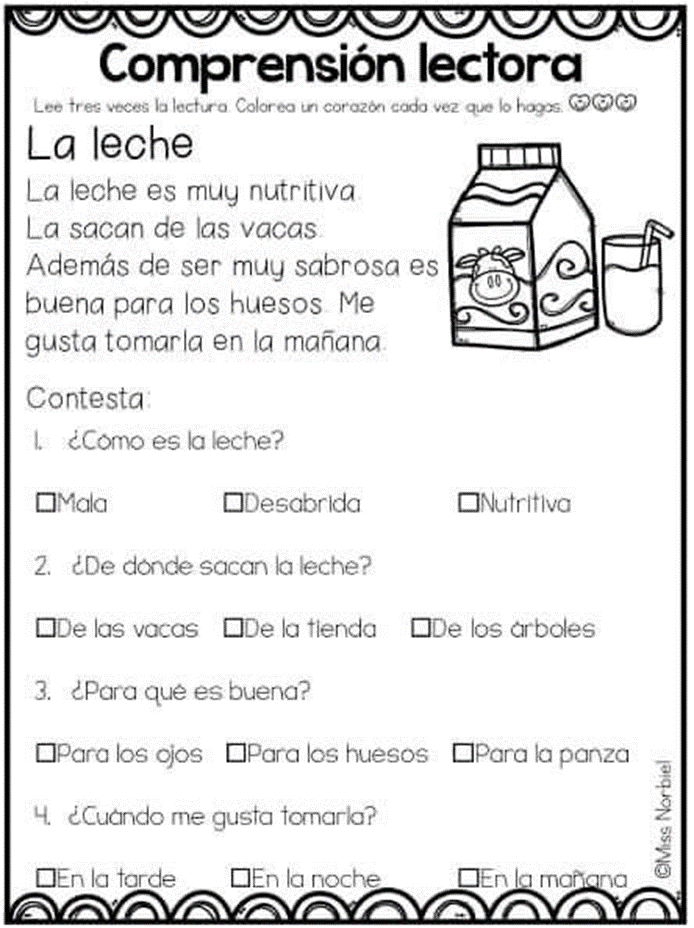 Comprensión lectora
Lee tres veces la lectura. Colorea un corazón cada vez que lo hagas.
La leche
La leche es muy nutritiva.
La sacan de las vacas.
Además de ser muy sabrosa es
buena para los huesos. Me
gusta tomarla en la mañana.
Contesta:
1. ¿Cómo es la leche?
Mala Desabrida Nutritiva
2. ¿De dónde sacan la leche?
De las vacas De la tienda De los árboles
3. ¿Para qué es buena?
Para los ojos Para los huesos Para la panza
4. ¿Cuándo me gusta tomarla?
En la tarde En la noche En la mañana
©Miss Norbiel